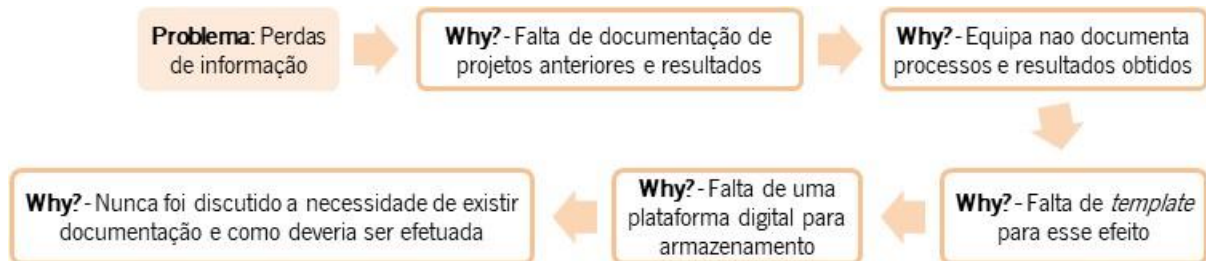 Problema: Perdas
de informação
Why? - Falta de documentação de
projetos anteriores e resultados
Why? - Equipa nao documenta
processos e resultados obtidos
Why? - Falta de template
para esse efeito
Why? - Falta de uma
plataforma digital para
armazenamento
Why? - Nunca foi discutido a necessidade de existir
documentação e como deveria ser efetuada